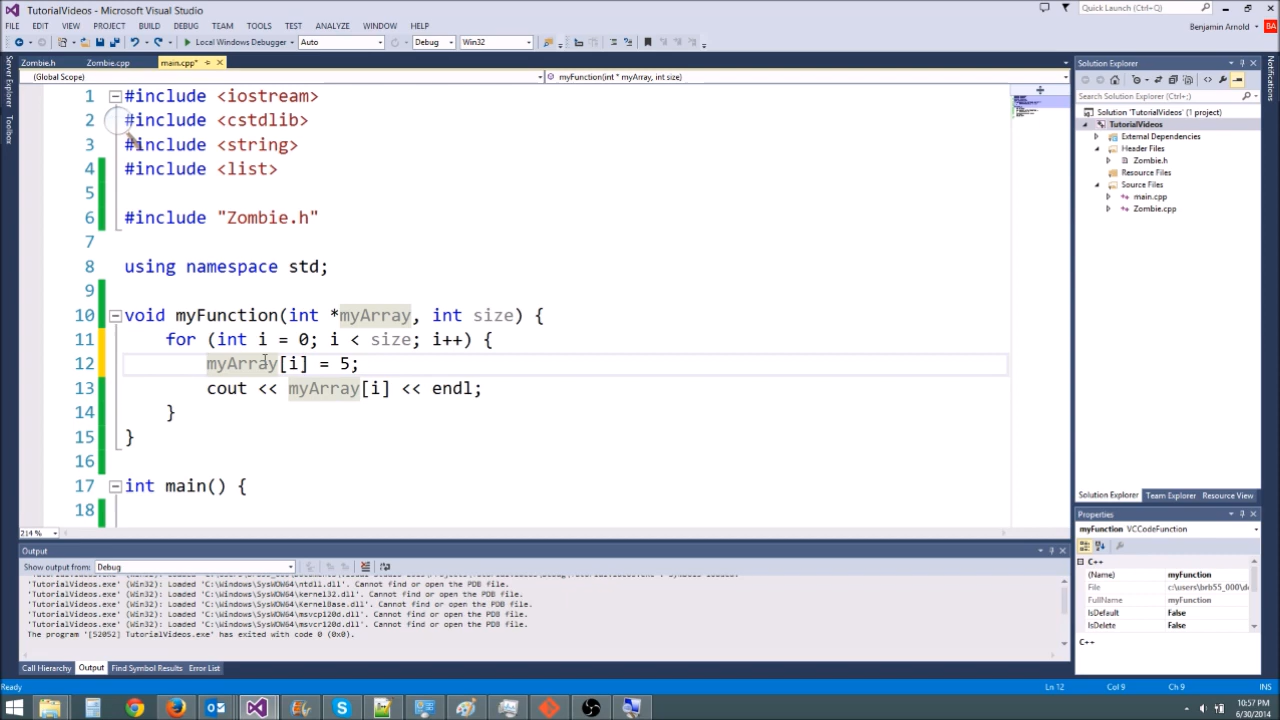 TutorialVideos - Microsoft Visual Studio
Quick Launch (Ctrl+Q)
FILE EDIT VIEW PROJECT BUILD DEBUG TEAM TOOLS TEST ANALYZE WINDOW HELP
Benjamin Arnold BA
Local Windows Debugger Auto Debug Win32
Zombie.h Zombie.cpp main.cpp*
(Global Scope) myFunction(int * myArray, int size)
Server Explorer
Toolbox
Notifications
1 #include <iostream>
2 #include <cstdlib>
3 #include <string>
4 #include <list>
5
6 #include "Zombie.h"
7
8 using namespace std;
9
10 void myFunction(int *myArray, int size) {
11 for (int i = 0; i < size; i++) {
12 myArray[i] = 5;
13 cout << myArray[i] << endl;
14 }
15 }
16
17 int main() {
18
214 %
Solution Explorer
Search Solution Explorer (Ctrl+;)
Solution 'TutorialVideos' (1 project)
TutorialVideos
External Dependencies
Header Files
Zombie.h
Resource Files
Source Files
main.cpp
Zombie.cpp
Solution Explorer Team Explorer Resource View
Properties
myFunction VCCodeFunction
C++
(Name) myFunction
File c:\users\brb55_000\d
FullName myFunction
IsDefault False
IsDelete False
C++
Output
Show output from: Debug
'TutorialVideos.exe' (Win32): Loaded 'C:\Windows\SysWOW64\ntdll.dll'. Cannot find or open the PDB file.
'TutorialVideos.exe' (Win32): Loaded 'C:\Windows\SysWOW64\kernel32.dll'. Cannot find or open the PDB file.
'TutorialVideos.exe' (Win32): Loaded 'C:\Windows\SysWOW64\KernelBase.dll'. Cannot find or open the PDB file.
'TutorialVideos.exe' (Win32): Loaded 'C:\Windows\SysWOW64\msvcp120d.dll'. Cannot find or open the PDB file.
'TutorialVideos.exe' (Win32): Loaded 'C:\Windows\SysWOW64\msvcr120d.dll'. Cannot find or open the PDB file.
The program '[52052] TutorialVideos.exe' has exited with code 0 (0x0).
Call Hierarchy Output Find Symbol Results Error List
Ready Ln 12 Col 9 Ch 9 INS
10:57 PM
6/30/2014